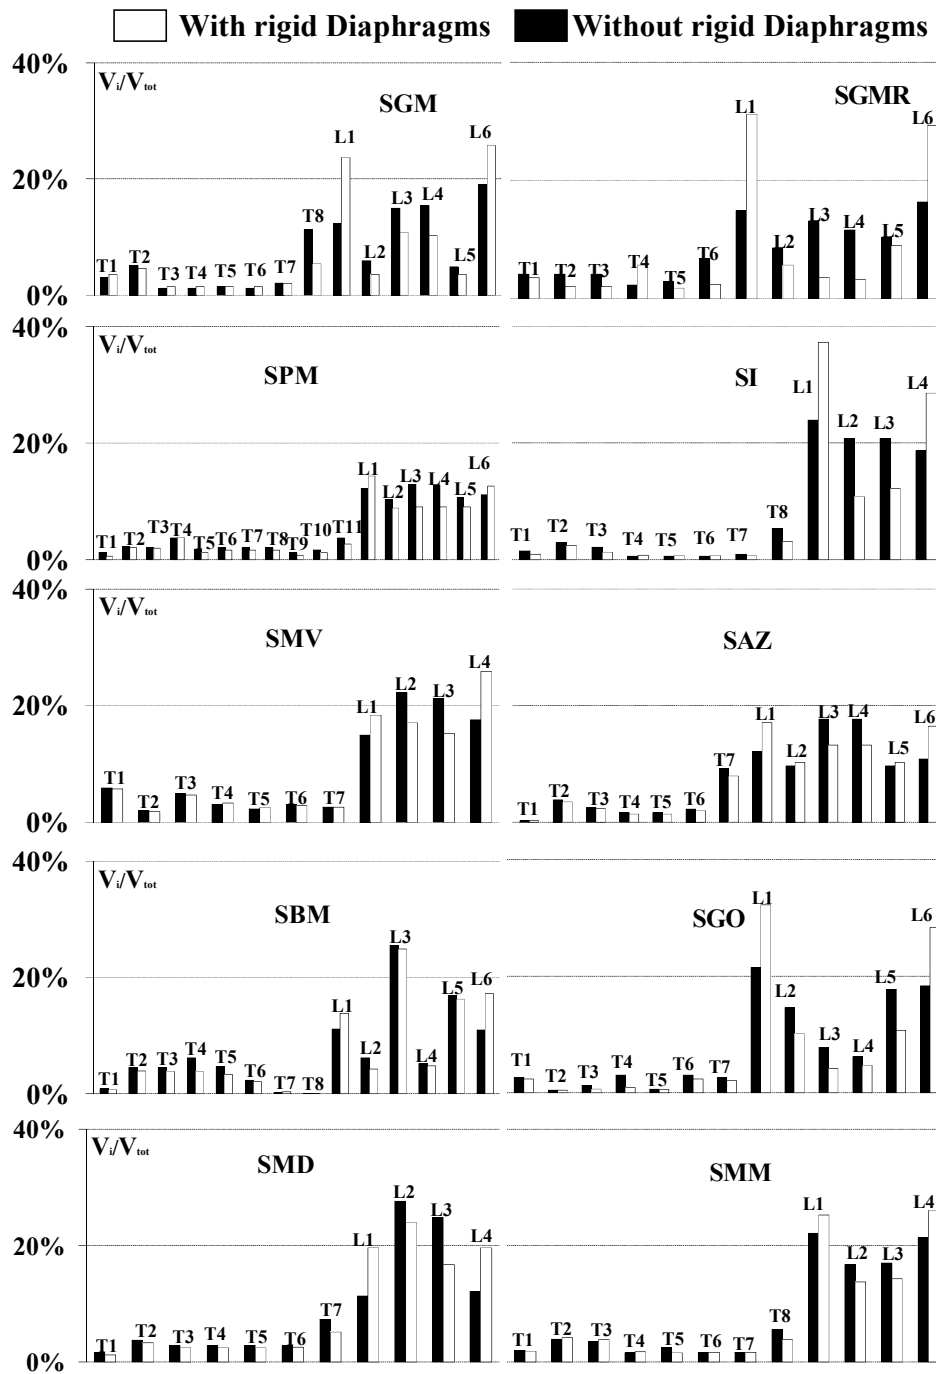 With rigid Diaphragms Without rigid Diaphragms
40%
Vi/Vtot
SGM
SGMR
L1
L6
L1
L6
20%
T8
L3
L4
L2
L5
T1
T2
T3
T4
T5
T6
T7
0%
T1
T2
T3
T4
T5
T6
L2
L3
L4
L5
40%
Vi/Vtot
SPM
SI
20%
0%
T1
T2
T3
T4
T5
T6
T7
T8
T9
T10
T11
L1
L2
L3
L4
L5
L6
T1
T2
T3
T4
T5
T6
T7
T8
L1
L2
L3
L4
40%
Vi/Vtot
SMV
SAZ
20%
0%
T1
T2
T3
T4
T5
T6
T7
L1
L2
L3
L4
T1
T2
T3
T4
T5
T6
T7
L1
L2
L3
L4
L5
L6
40%
Vi/Vtot
SBM
SGO
20%
0%
T1
T2
T3
T4
T5
T6
T7
T8
L1
L2
L3
L4
L5
L6
T1
T2
T3
T4
T5
T6
T7
L1
L2
L3
L4
L5
L6
40%
Vi/Vtot
SMD
SMM
20%
0%
T1
T2
T3
T4
T5
T6
T7
L1
L2
L3
L4
T1
T2
T3
T4
T5
T6
T7
T8
L1
L2
L3
L4